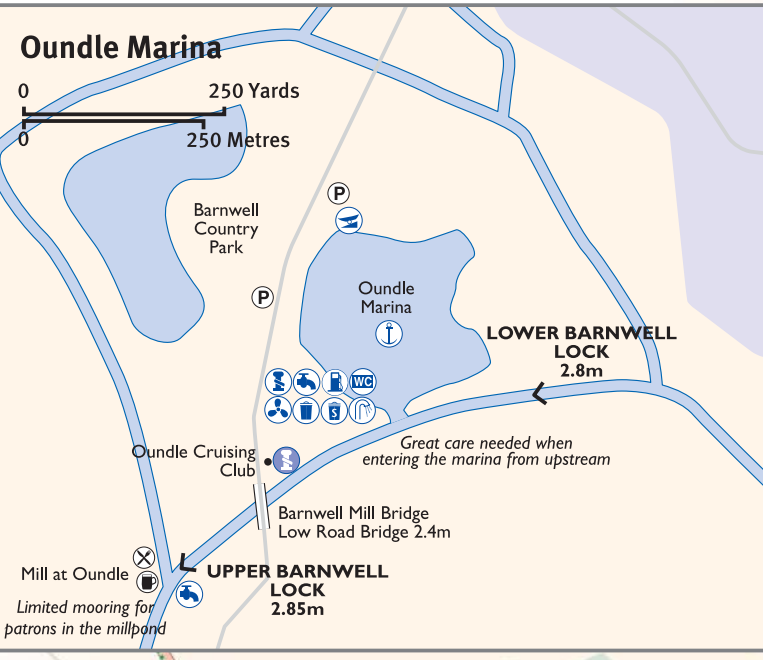 Oundle Marina
0 250 Yards
0 250 Metres
P
Barnwell
Country
Park
P
Oundle
Marina
LOWER BARNWELL
LOCK
2.8m
WC
S
Great care needed when
entering the marina from upstream
Oundle Cruising
Club
Barnwell Mill Bridge
Low Road Bridge 2.4m
Mill at Oundle
UPPER BARNWELL
LOCK
2.85m
Limited mooring for
patrons in the millpond